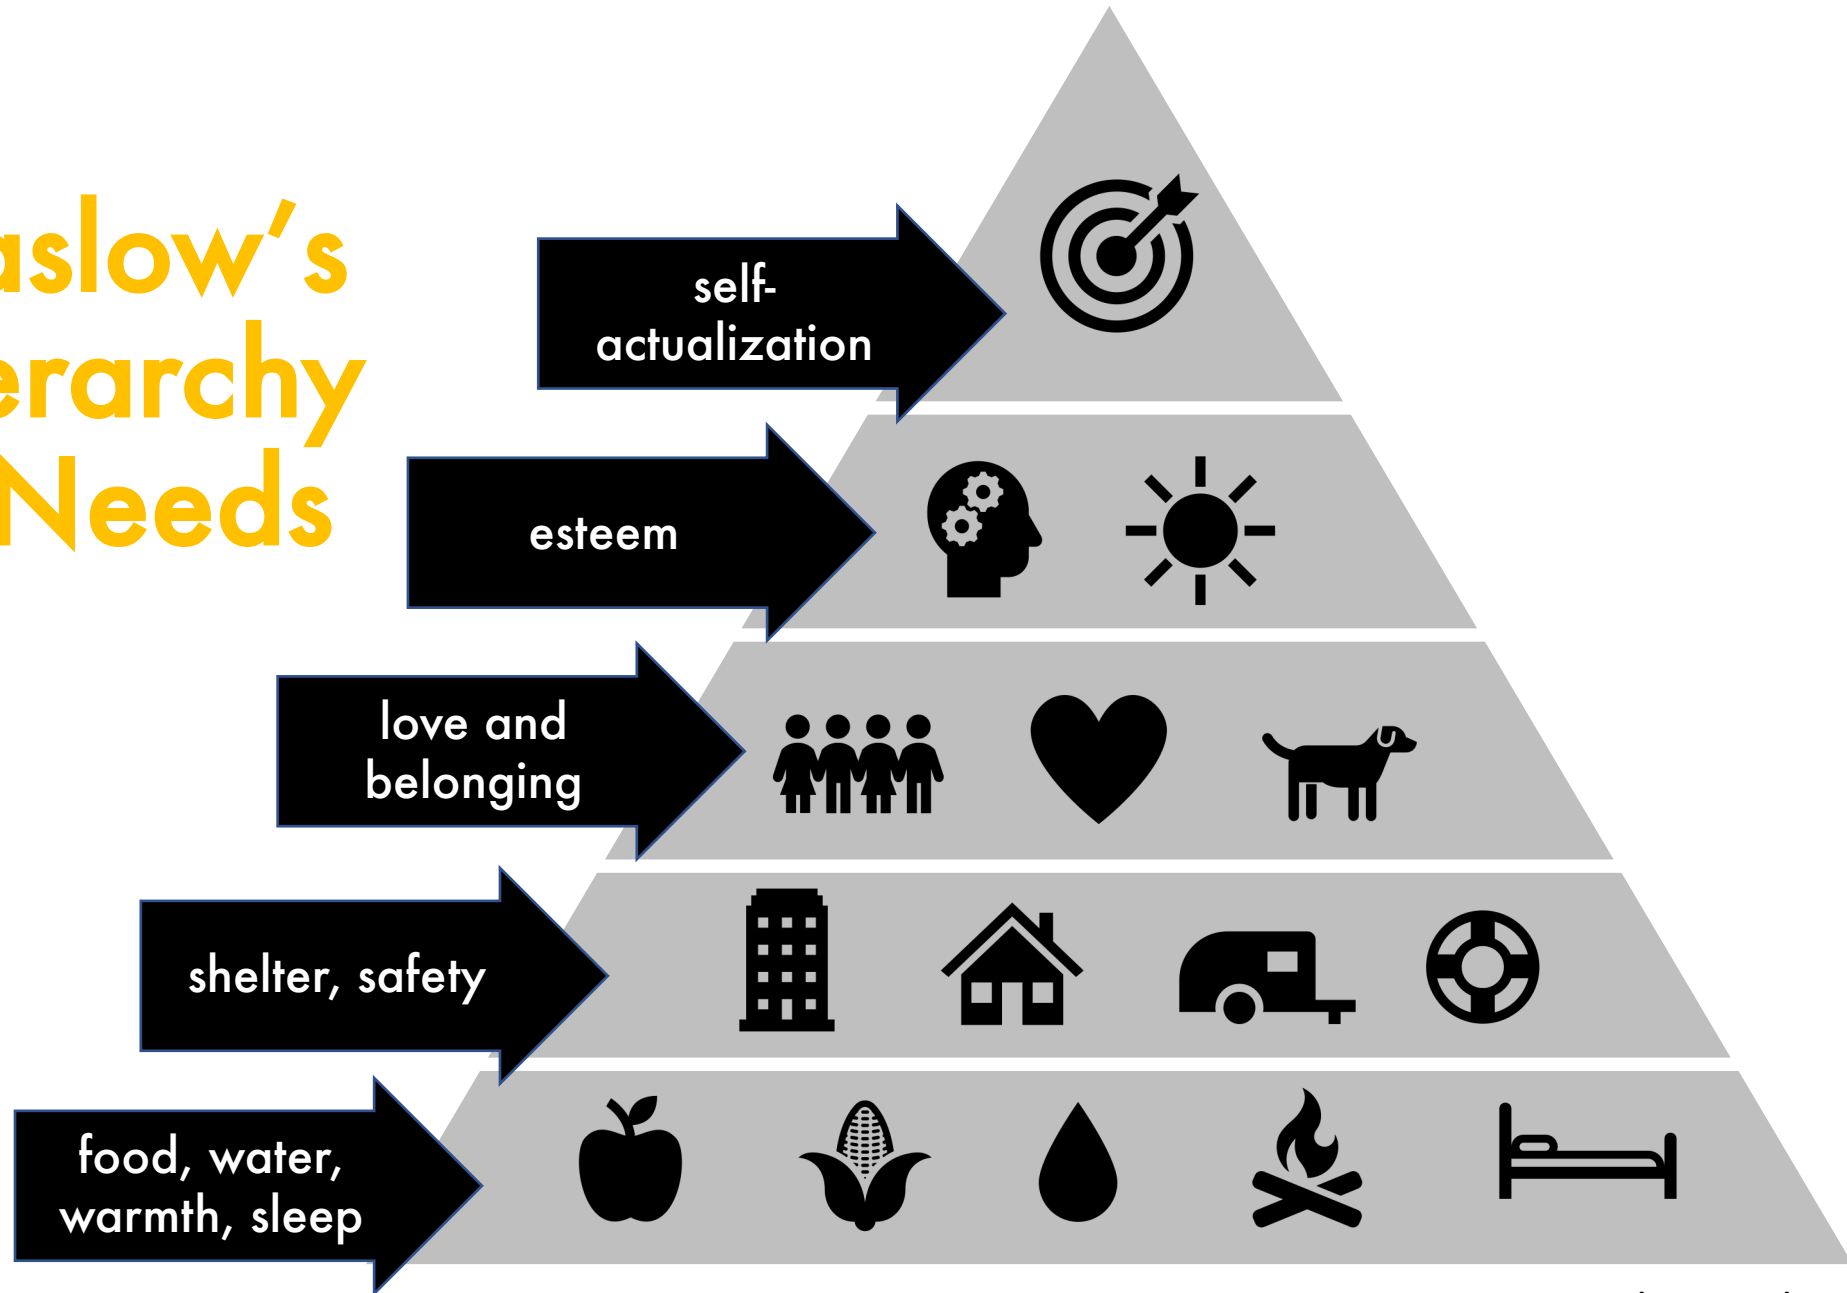 aslow's
erarchy
Needs
self-
actualization
esteem
love and
belonging
shelter, safety
food, water,
warmth, sleep